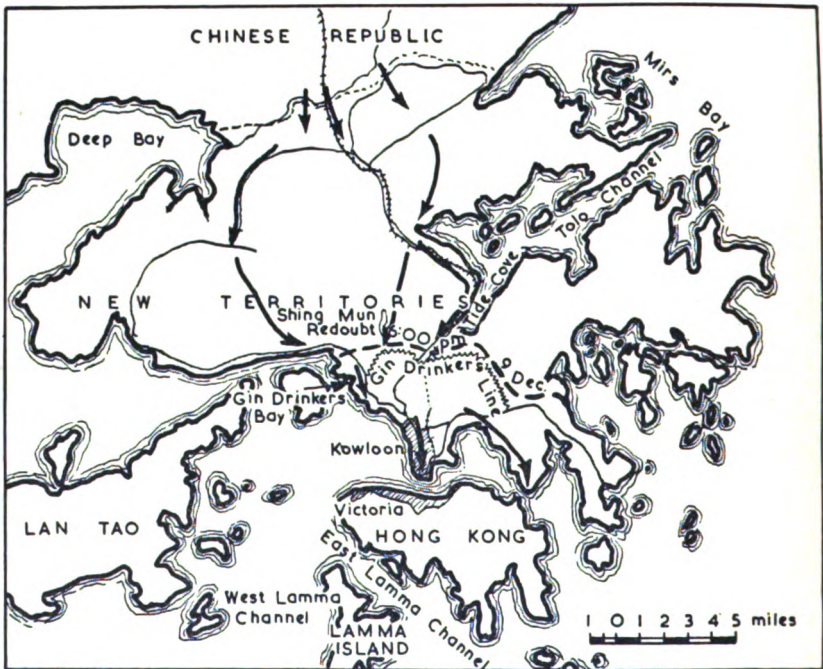 CHINESE REPUBLIC
Mirs Bay
Deep Bay
Tolo Channel
Tide Cove
NEW TERRITORIES
Shing Mun
Redoubt
6:00 pm
9 Dec.
Gin Drinkers
Line
Gin Drinkers
Bay
Kowloon
Victoria
LAN TAO
HONG KONG
East Lamma Channel
West Lamma
Channel
LAMMA
ISLAND
1 0 1 2 3 4 5 miles